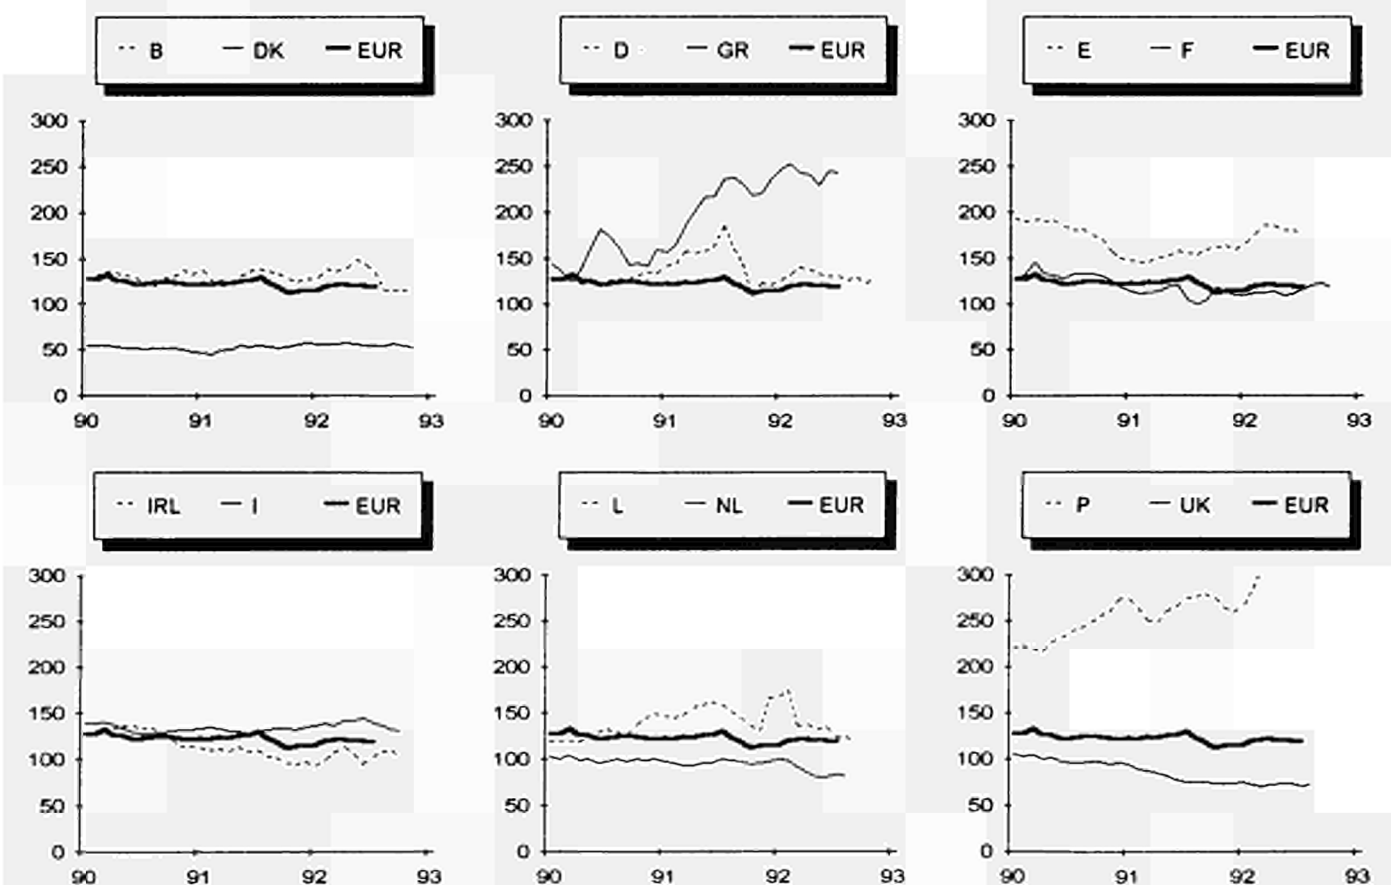 B DK EUR
D GR EUR
E F EUR
300 300 300
250 250 250
200 200 200
150 150 150
100 100 100
50 50 50
0 0 0
90 91 92 93 90 91 92 93 90 91 92 93
IRL I EUR
L NL EUR
P UK EUR
300 300 300
250 250 250
200 200 200
150 150 150
100 100 100
50 50 50
0 0 0
90 91 92 93 90 91 92 93 90 91 92 93